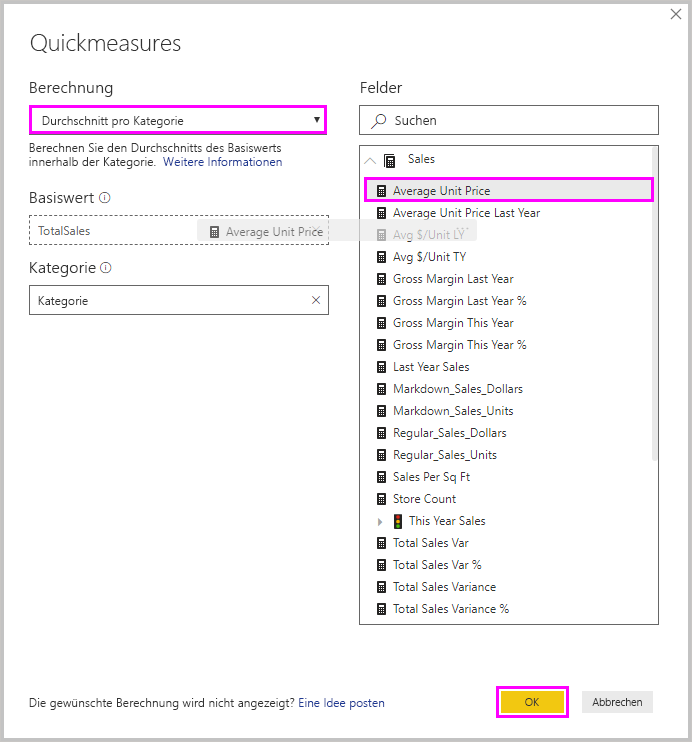 Quickmeasures
Berechnung
Durchschnitt pro Kategorie
Berechnen Sie den Durchschnitts des Basiswerts
innerhalb der Kategorie. Weitere Informationen
Basiswert
TotalSales
Average Unit Price
Kategorie
Kategorie
Felder
Suchen
Sales
Average Unit Price
Average Unit Price Last Year
Avg $/Unit LY
Avg $/Unit TY
Gross Margin Last Year
Gross Margin Last Year %
Gross Margin This Year
Gross Margin This Year %
Last Year Sales
Markdown_Sales_Dollars
Markdown_Sales_Units
Regular_Sales_Dollars
Regular_Sales_Units
Sales Per Sq Ft
Store Count
This Year Sales
Total Sales Var
Total Sales Var %
Total Sales Variance
Total Sales Variance %
Die gewünschte Berechnung wird nicht angezeigt? Eine Idee posten
OK
Abbrechen